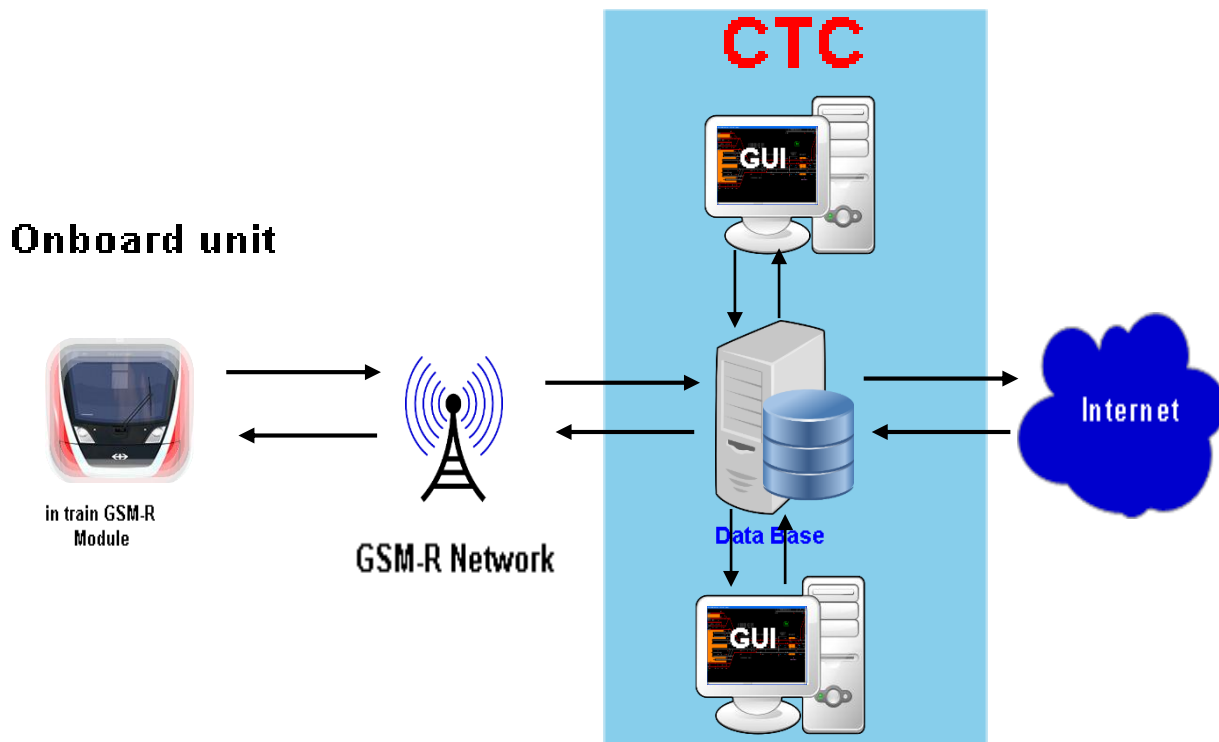 CTC
GUI
Onboard unit
Internet
in train GSM-R
Module
GSM-R Network
Data Base
GUI